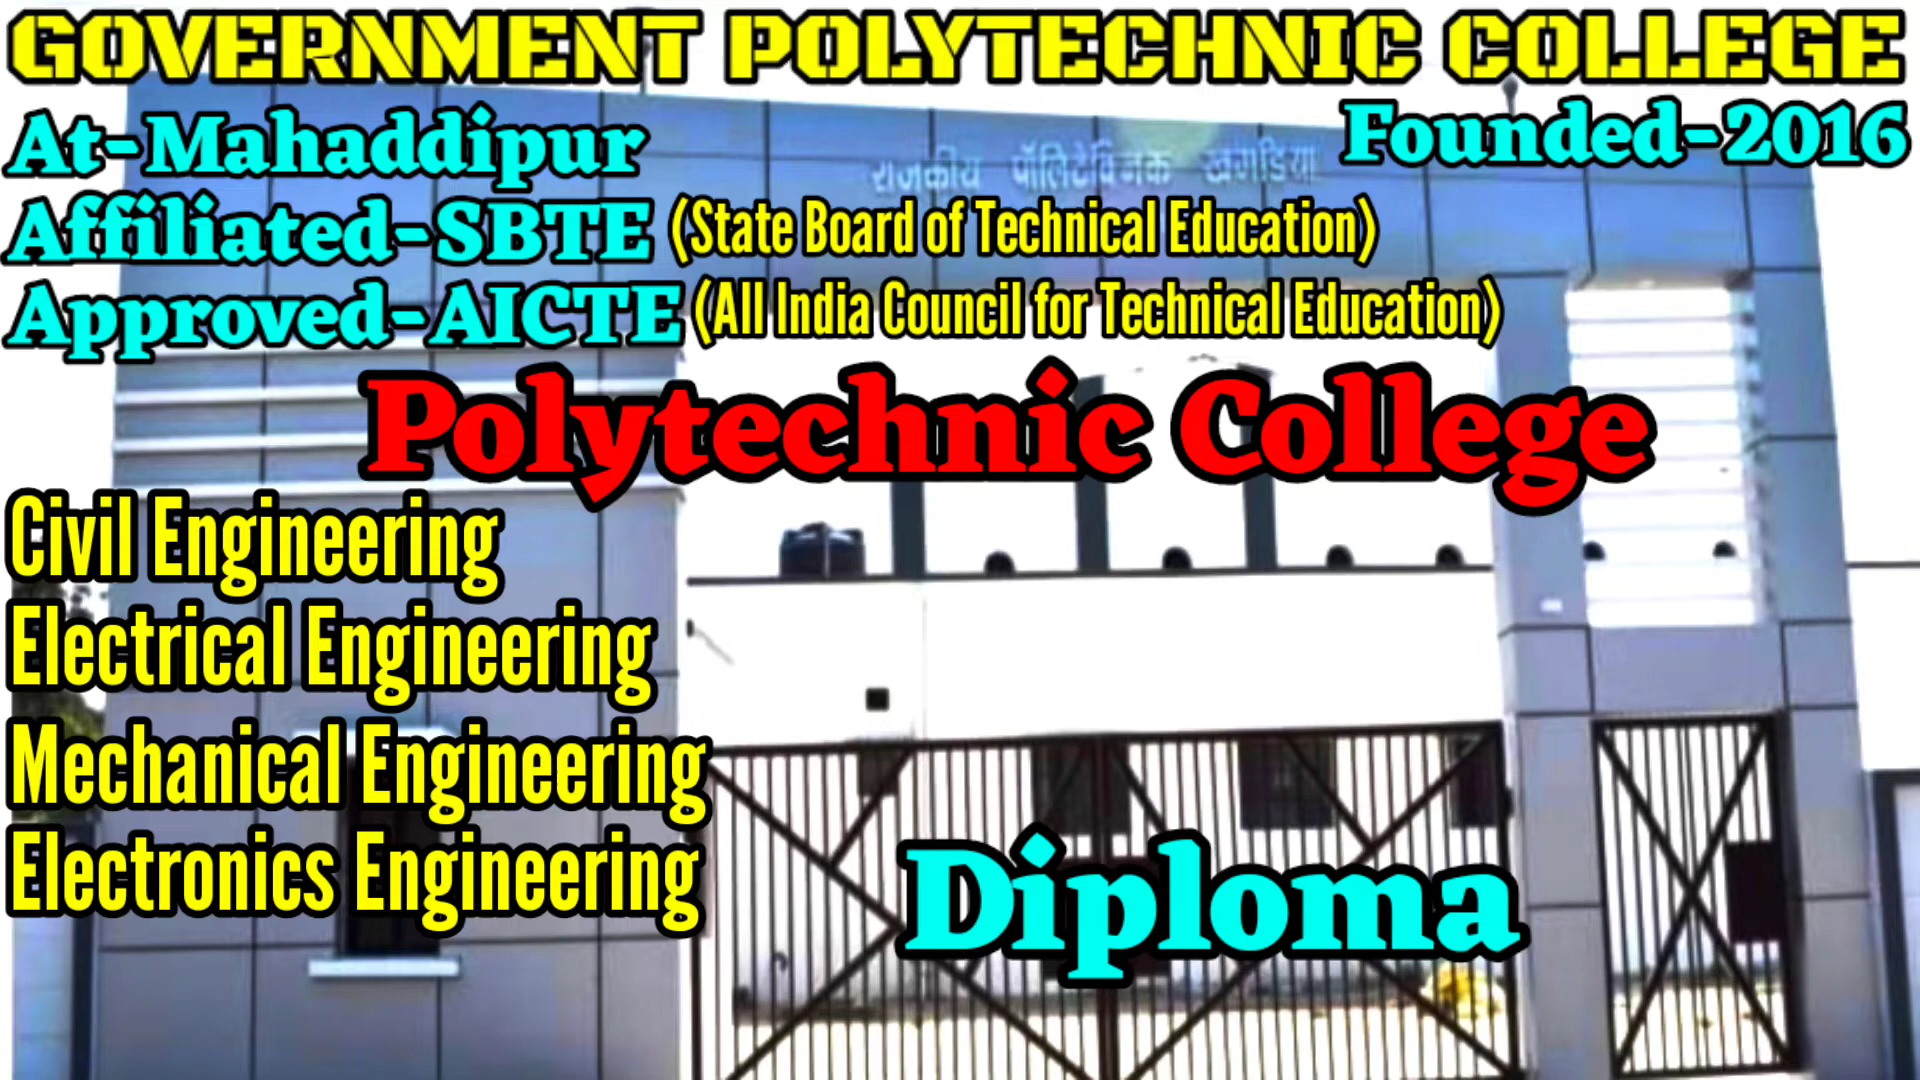 GOVERNMENT POLYTECHNIC COLLEGE
At-Mahaddipur
Founded-2016
राजकीय पॉलिटेक्निक खगड़िया
Affiliated-SBTE (State Board of Technical Education)
Approved-AICTE (All India Council for Technical Education)
Polytechnic College
Civil Engineering
Electrical Engineering
Mechanical Engineering
Electronics Engineering
Diploma